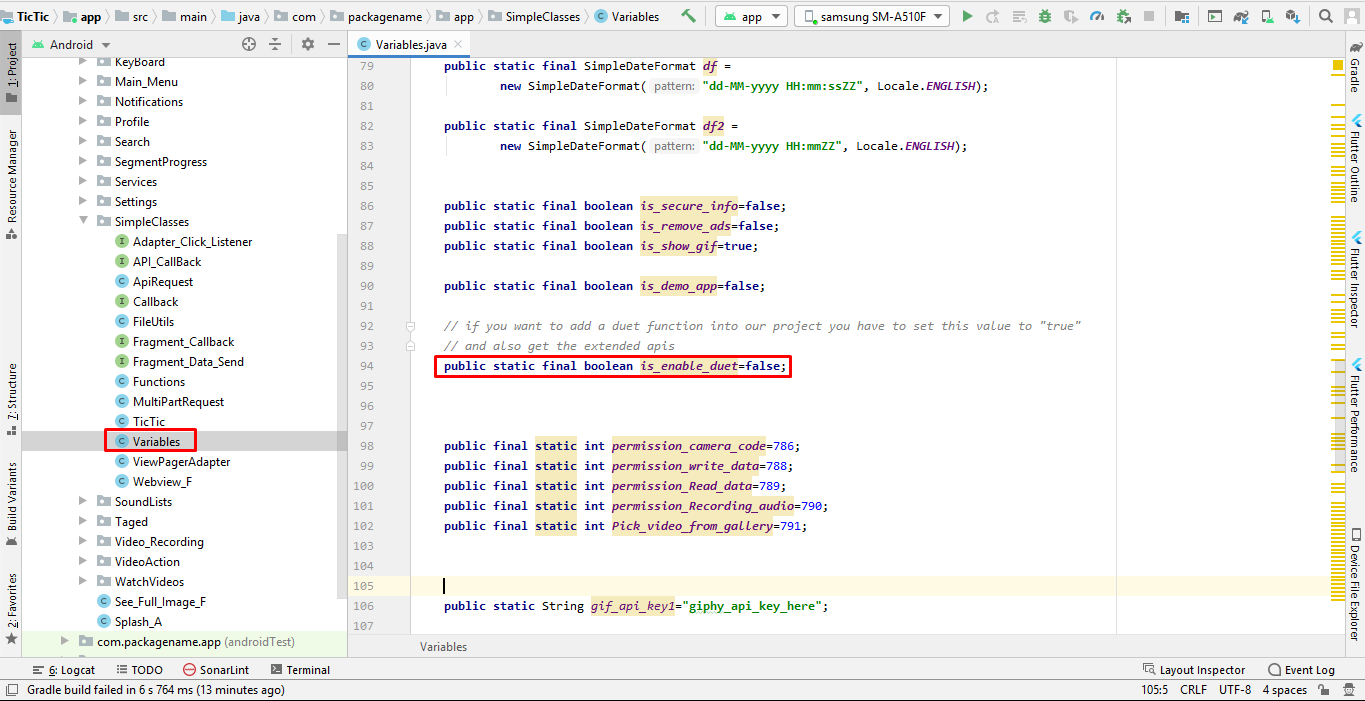 TicTic app src main java com packagename app SimpleClasses Variables app samsung SM-A510F
Android
Variables.java
1: Project
Resource Manager
7: Structure
Build Variants
2: Favorites
KeyBoard
Main_Menu
Notifications
Profile
Search
SegmentProgress
Services
Settings
SimpleClasses
Adapter_Click_Listener
API_CallBack
ApiRequest
Callback
FileUtils
Fragment_Callback
Fragment_Data_Send
Functions
MultiPartRequest
TicTic
Variables
ViewPagerAdapter
Webview_F
SoundLists
Taged
Video_Recording
VideoAction
WatchVideos
See_Full_Image_F
Splash_A
com.packagename.app (androidTest)
79 public static final SimpleDateFormat df =
80 new SimpleDateFormat( pattern: "dd-MM-yyyy HH:mm:ssZZ", Locale.ENGLISH);
81
82 public static final SimpleDateFormat df2 =
83 new SimpleDateFormat( pattern: "dd-MM-yyyy HH:mmZZ", Locale.ENGLISH);
84
85
86 public static final boolean is_secure_info=false;
87 public static final boolean is_remove_ads=false;
88 public static final boolean is_show_gif=true;
89
90 public static final boolean is_demo_app=false;
91
92 // if you want to add a duet function into our project you have to set this value to "true"
93 // and also get the extended apis
94 public static final boolean is_enable_duet=false;
95
96
97
98 public final static int permission_camera_code=786;
99 public final static int permission_write_data=788;
100 public final static int permission_Read_data=789;
101 public final static int permission_Recording_audio=790;
102 public final static int Pick_video_from_gallery=791;
103
104
105
106 public static String gif_api_key1="giphy_api_key_here";
107
Variables
Gradle
Flutter Outline
Flutter Inspector
Flutter Performance
Device File Explorer
6: Logcat TODO SonarLint Terminal Layout Inspector Event Log
Gradle build failed in 6 s 764 ms (13 minutes ago) 105:5 CRLF UTF-8 4 spaces